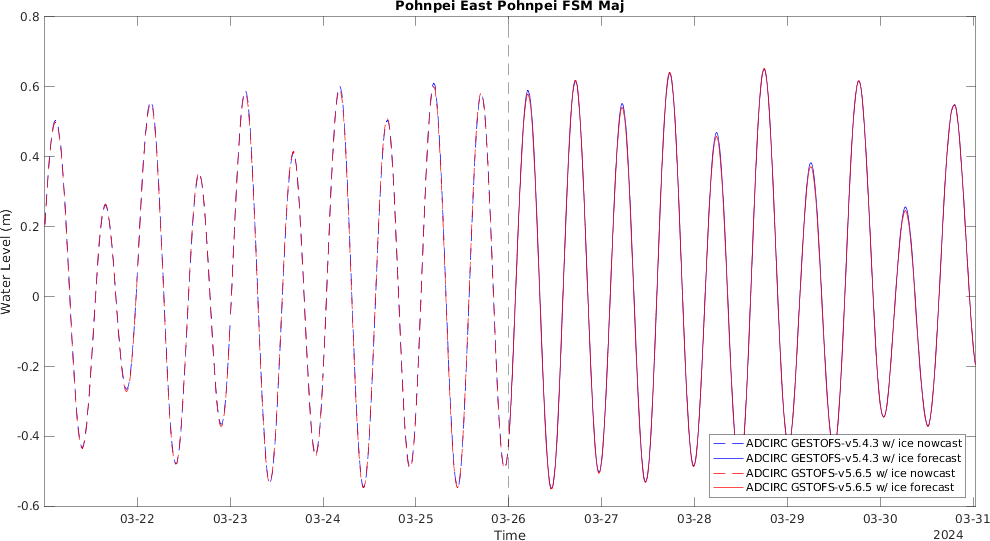 Pohnpei East Pohnpei FSM Maj
0.8
0.6
0.4
0.2
0
-0.2
-0.4
-0.6
Water Level (m)
ADCIRC GESTOFS-v5.4.3 w/ ice nowcast
ADCIRC GESTOFS-v5.4.3 w/ ice forecast
ADCIRC GSTOFS-v5.6.5 w/ ice nowcast
ADCIRC GSTOFS-v5.6.5 w/ ice forecast
03-22 03-23 03-24 03-25 03-26 03-27 03-28 03-29 03-30 03-31
Time
2024